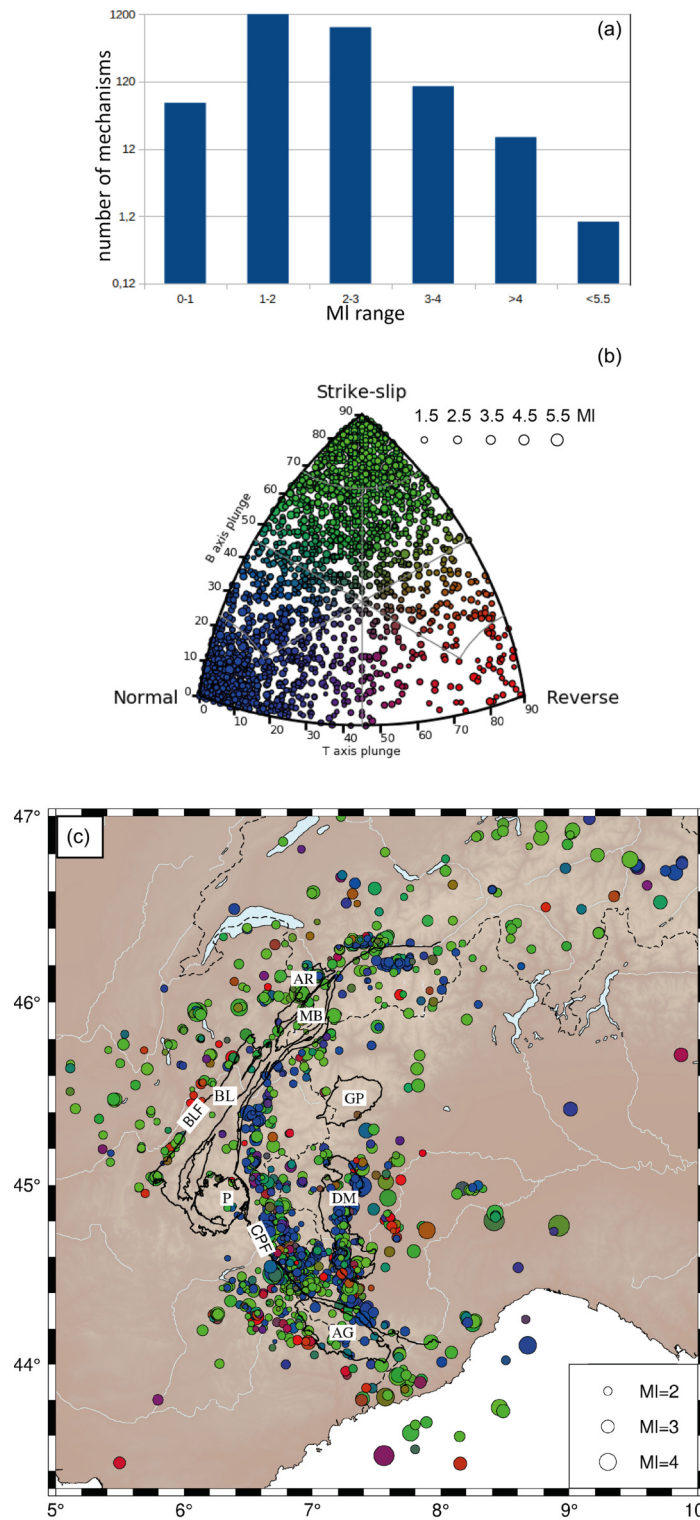 (a)
number of mechanisms
1200
120
12
1,2
0,12
0-1 1-2 2-3 3-4 >4 <5.5
Ml range
(b)
Strike-slip
1.5 2.5 3.5 4.5 5.5 Ml
90
80
70
60
50
40
30
20
10
0
B axis plunge
Normal
Reverse
0 10 20 30 40 50 60 70 80 90
T axis plunge
(c)
47°
46°
45°
44°
AR
MB
BL
BLF
GP
P
DM
CPF
AG
Ml=2
Ml=3
Ml=4
5° 6° 7° 8° 9° 10